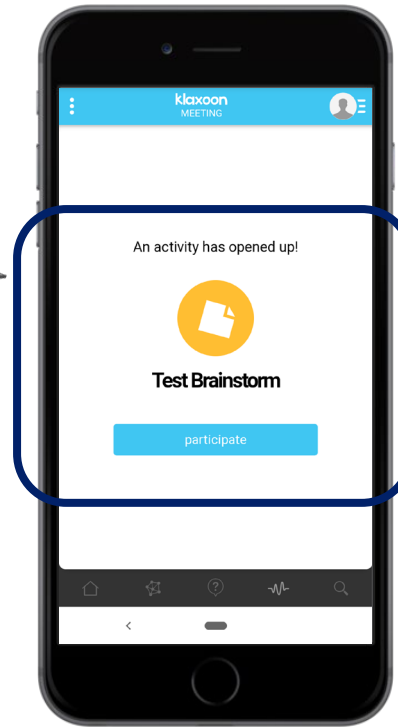 klaxoon
MEETING
An activity has opened up!
Test Brainstorm
participate